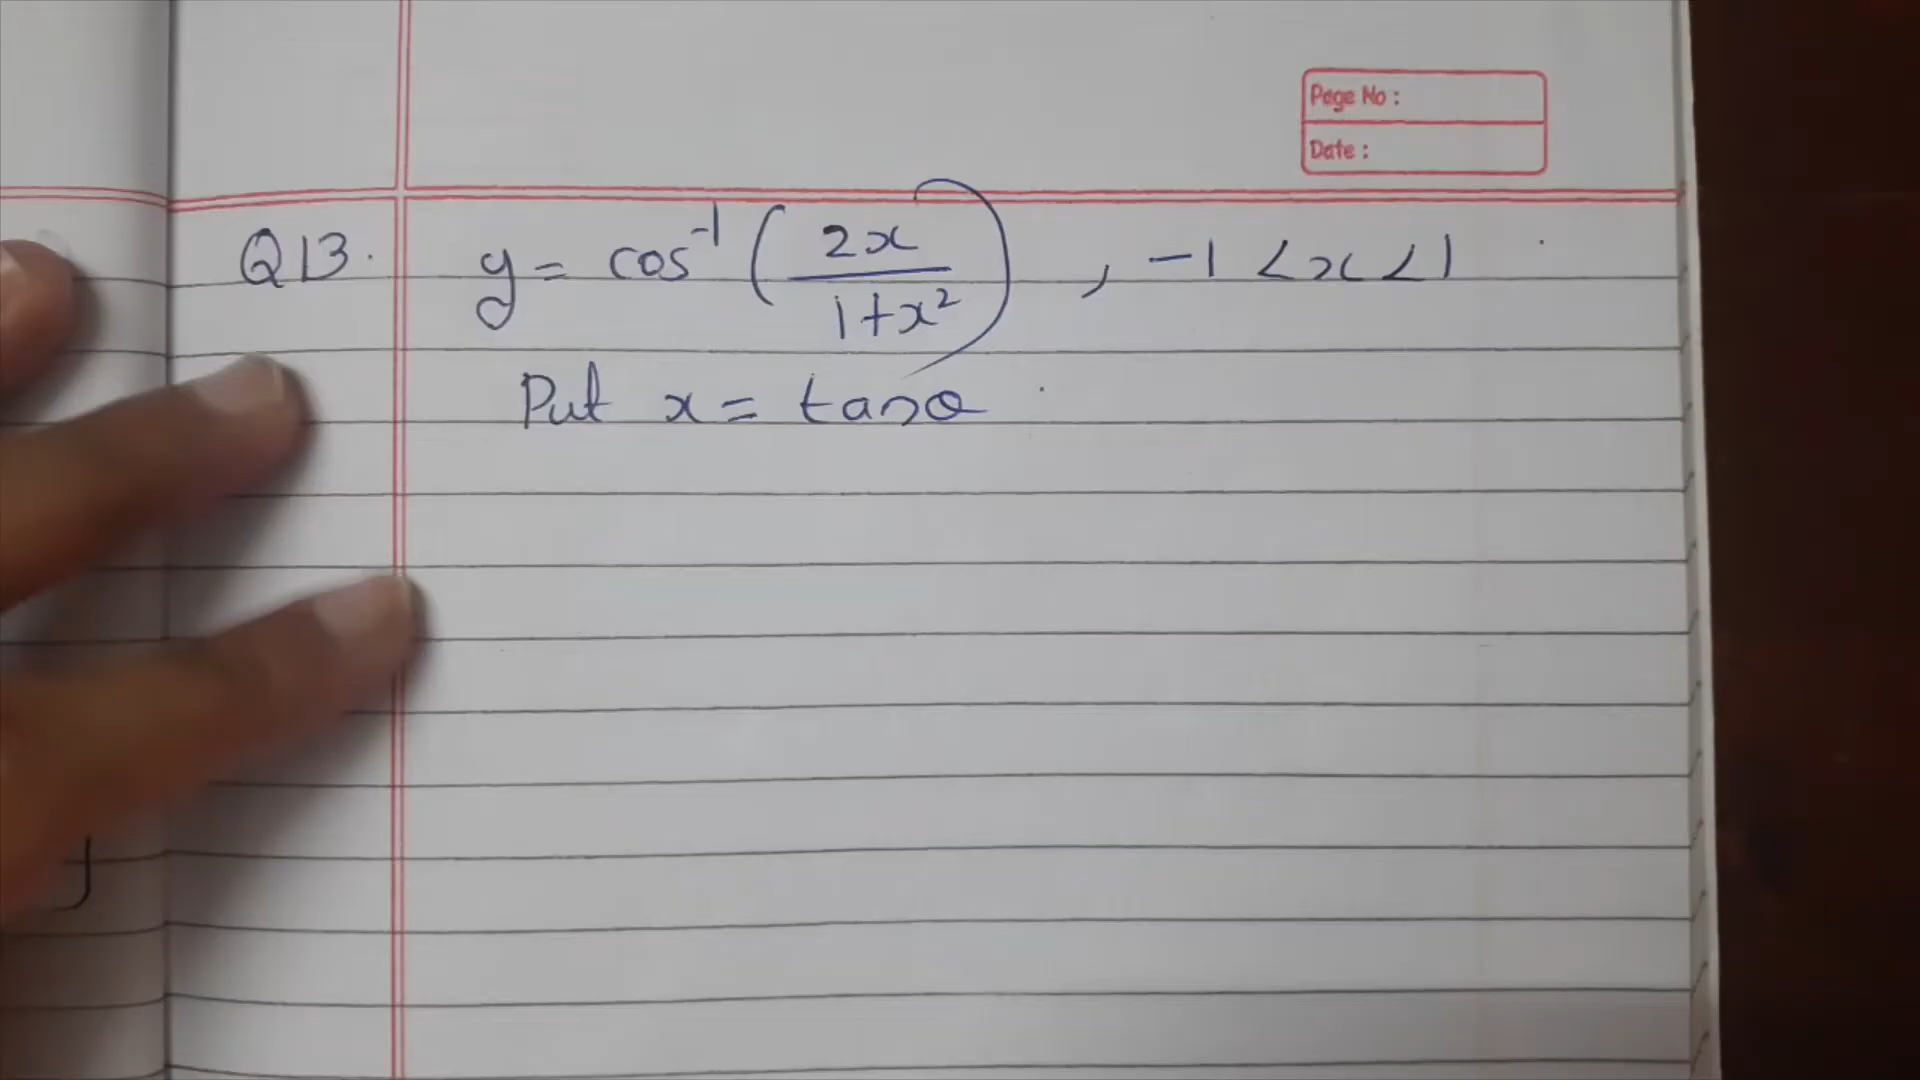 Page No :
Date :
Q13. y = cos⁻¹ (2x / 1+x²) , -1 < x < 1
Put x = tanθ